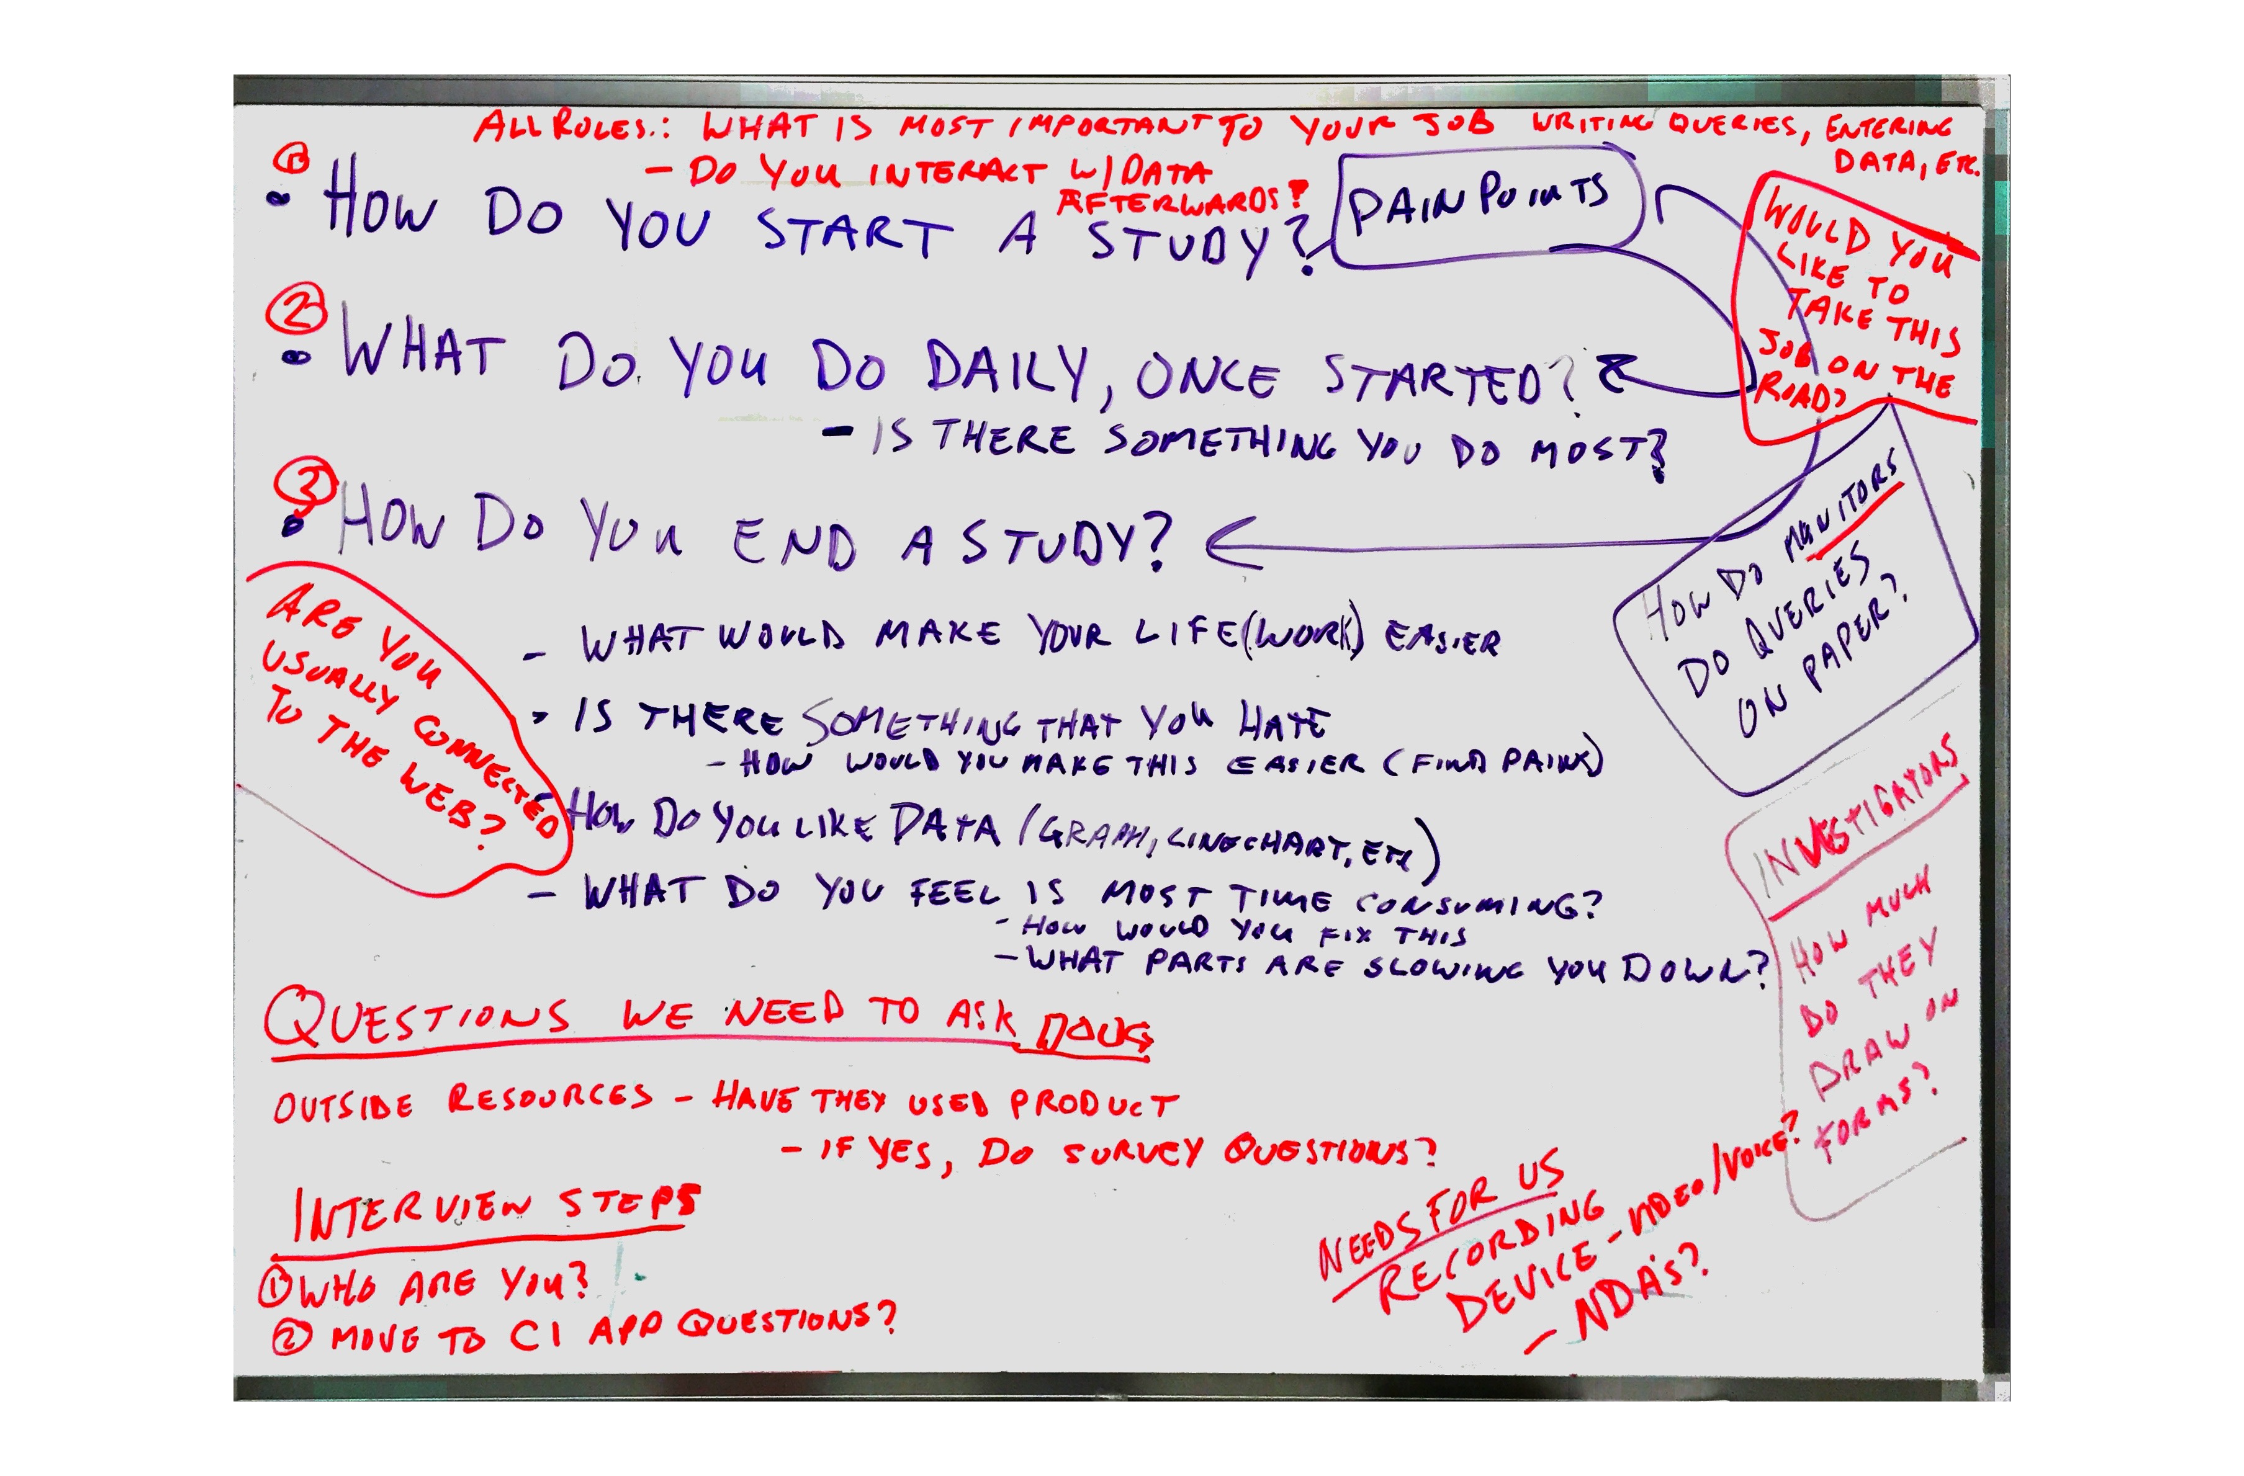 ALL ROLES: WHAT IS MOST IMPORTANT TO YOUR JOB WRITING QUERIES, ENTERING DATA, ETC.
- DO YOU INTERACT W/ DATA
AFTERWARDS?
① • HOW DO YOU START A STUDY?
PAIN POINTS
WOULD YOU
LIKE TO
TAKE THIS
JOB ON THE
ROAD?
② • WHAT DO YOU DO DAILY, ONCE STARTED?
- IS THERE SOMETHING YOU DO MOST?
③ • HOW DO YOU END A STUDY?
HOW DO MONITORS
DO QUERIES
ON PAPER?
ARE YOU
USUALLY CONNECTED
TO THE WEB?
- WHAT WOULD MAKE YOUR LIFE (WORK) EASIER
- IS THERE SOMETHING THAT YOU HATE
- HOW WOULD YOU MAKE THIS EASIER (FIND PAINS)
- HOW DO YOU LIKE DATA (GRAPH, LINECHART, ETC)
- WHAT DO YOU FEEL IS MOST TIME CONSUMING?
- HOW WOULD YOU FIX THIS
- WHAT PARTS ARE SLOWING YOU DOWN?
INVESTIGATORS
HOW MUCH
DO THEY
DRAW ON
FORMS?
QUESTIONS WE NEED TO ASK DOUG
OUTSIDE RESOURCES - HAVE THEY USED PRODUCT
- IF YES, DO SURVEY QUESTIONS?
INTERVIEW STEPS
① WHO ARE YOU?
② MOVE TO CI APP QUESTIONS?
NEEDS FOR US
RECORDING
DEVICE - VIDEO/VOICE?
- NDA'S?